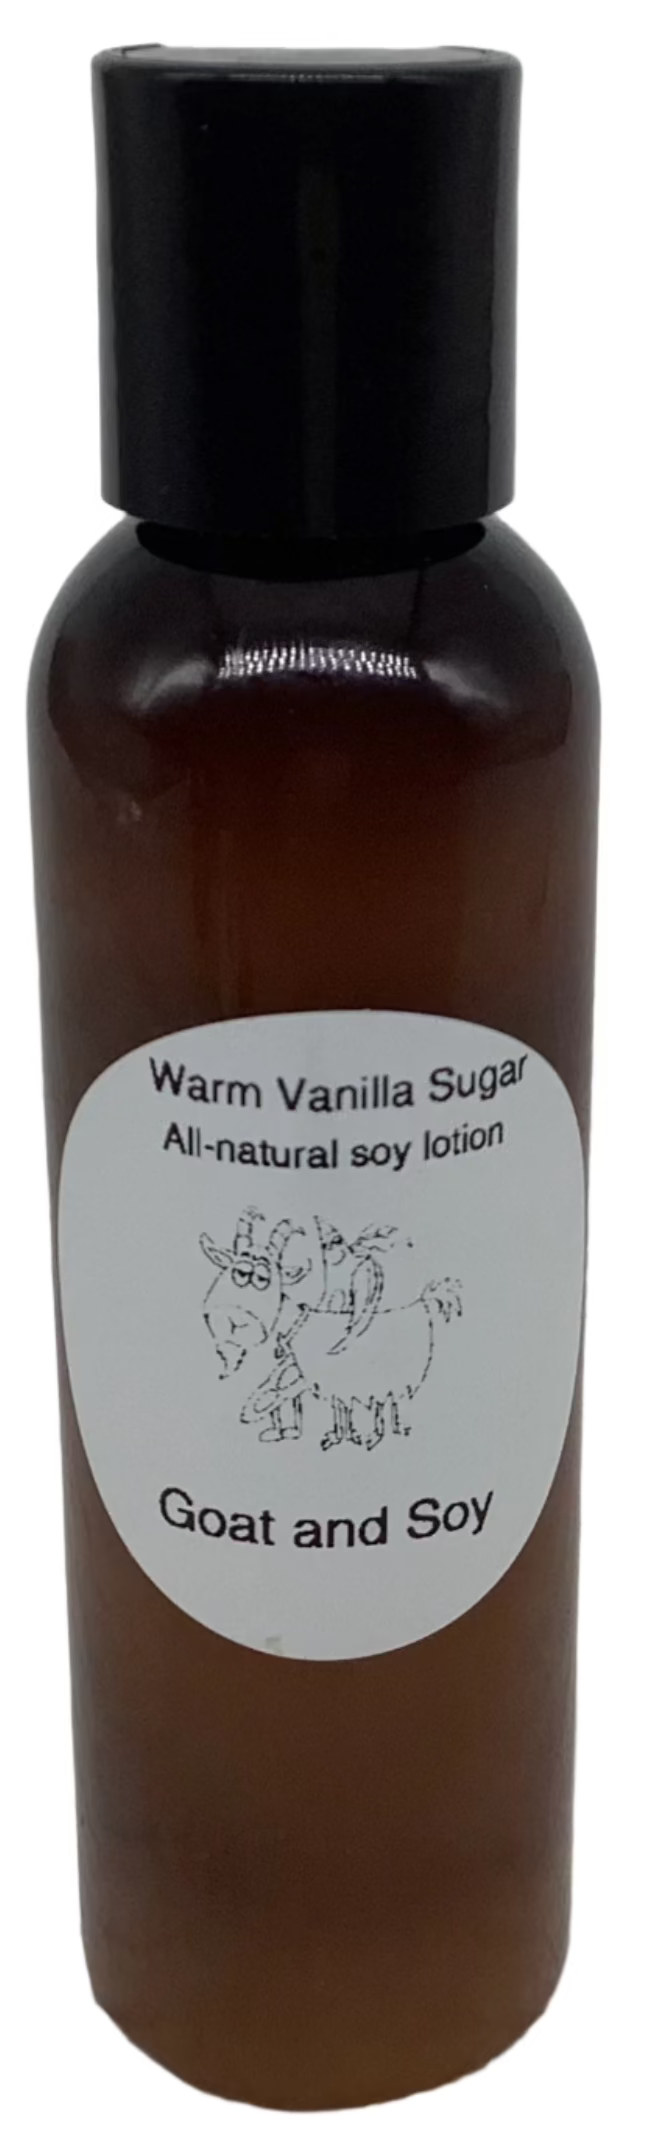 Warm Vanilla Sugar
All-natural soy lotion
Goat and Soy